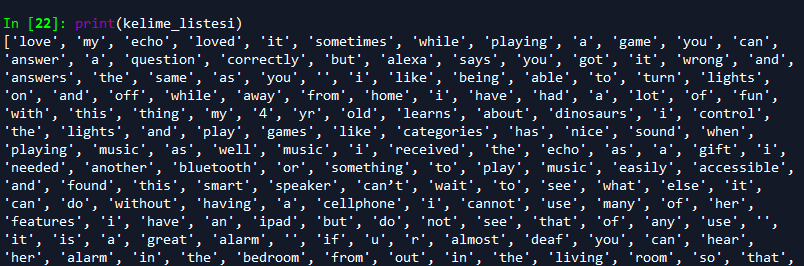 In [22]: print(kelime_listesi)
['love', 'my', 'echo', 'loved', 'it', 'sometimes', 'while', 'playing', 'a', 'game', 'you', 'can',
'answer', 'a', 'question', 'correctly', 'but', 'alexa', 'says', 'you', 'got', 'it', 'wrong', 'and',
'answers', 'the', 'same', 'as', 'you', '', 'i', 'like', 'being', 'able', 'to', 'turn', 'lights',
'on', 'and', 'off', 'while', 'away', 'from', 'home', 'i', 'have', 'had', 'a', 'lot', 'of', 'fun',
'with', 'this', 'thing', 'my', '4', 'yr', 'old', 'learns', 'about', 'dinosaurs', 'i', 'control',
'the', 'lights', 'and', 'play', 'games', 'like', 'categories', 'has', 'nice', 'sound', 'when',
'playing', 'music', 'as', 'well', 'music', 'i', 'received', 'the', 'echo', 'as', 'a', 'gift', 'i',
'needed', 'another', 'bluetooth', 'or', 'something', 'to', 'play', 'music', 'easily', 'accessible',
'and', 'found', 'this', 'smart', 'speaker', 'can’t', 'wait', 'to', 'see', 'what', 'else', 'it',
'can', 'do', 'without', 'having', 'a', 'cellphone', 'i', 'cannot', 'use', 'many', 'of', 'her',
'features', 'i', 'have', 'an', 'ipad', 'but', 'do', 'not', 'see', 'that', 'of', 'any', 'use', '',
'it', 'is', 'a', 'great', 'alarm', '', 'if', 'u', 'r', 'almost', 'deaf', 'you', 'can', 'hear',
'her', 'alarm', 'in', 'the', 'bedroom', 'from', 'out', 'in', 'the', 'living', 'room', 'so', 'that',